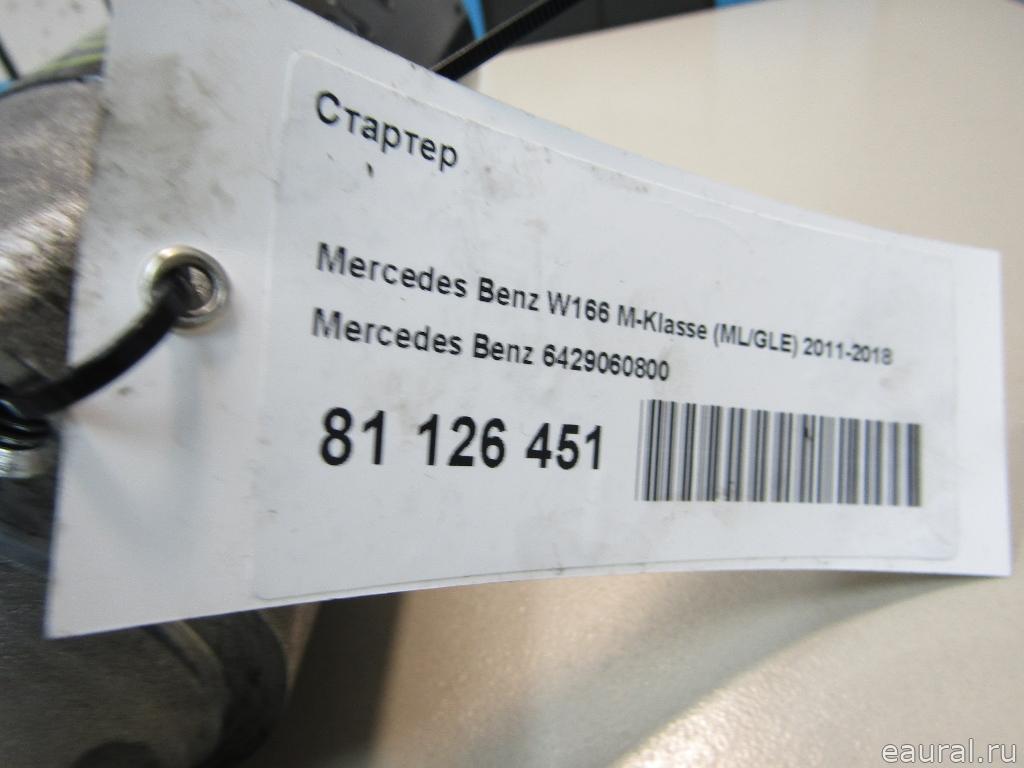 Стартер
Mercedes Benz W166 M-Klasse (ML/GLE) 2011-2018
Mercedes Benz 6429060800
81 126 451
eaural.ru